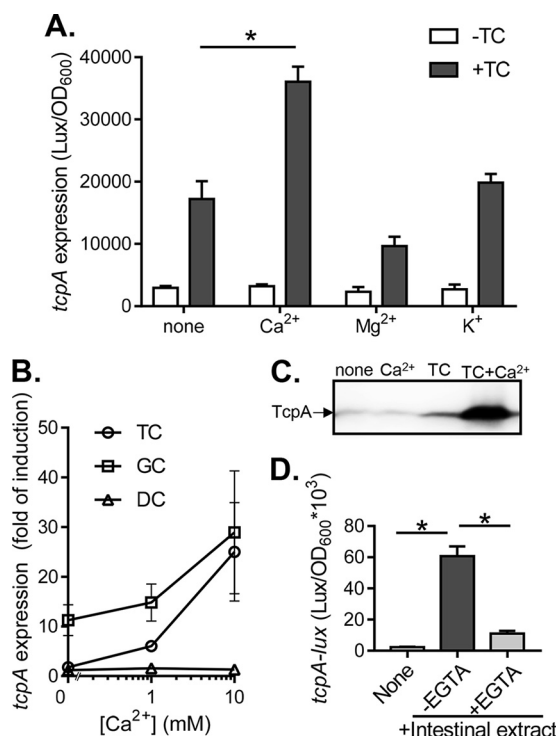 A.
*
-TC
+TC
40000
30000
20000
10000
0
tcpA expression (Lux/OD600)
none Ca2+ Mg2+ K+
B.
TC
GC
DC
50
40
30
20
10
0
tcpA expression (fold of induction)
0 1 10
[Ca2+] (mM)
C.
none Ca2+ TC TC+Ca2+
TcpA
D.
80
60
40
20
0
tcpA-lux (Lux/OD600*103)
* *
None -EGTA +EGTA
+Intestinal extract